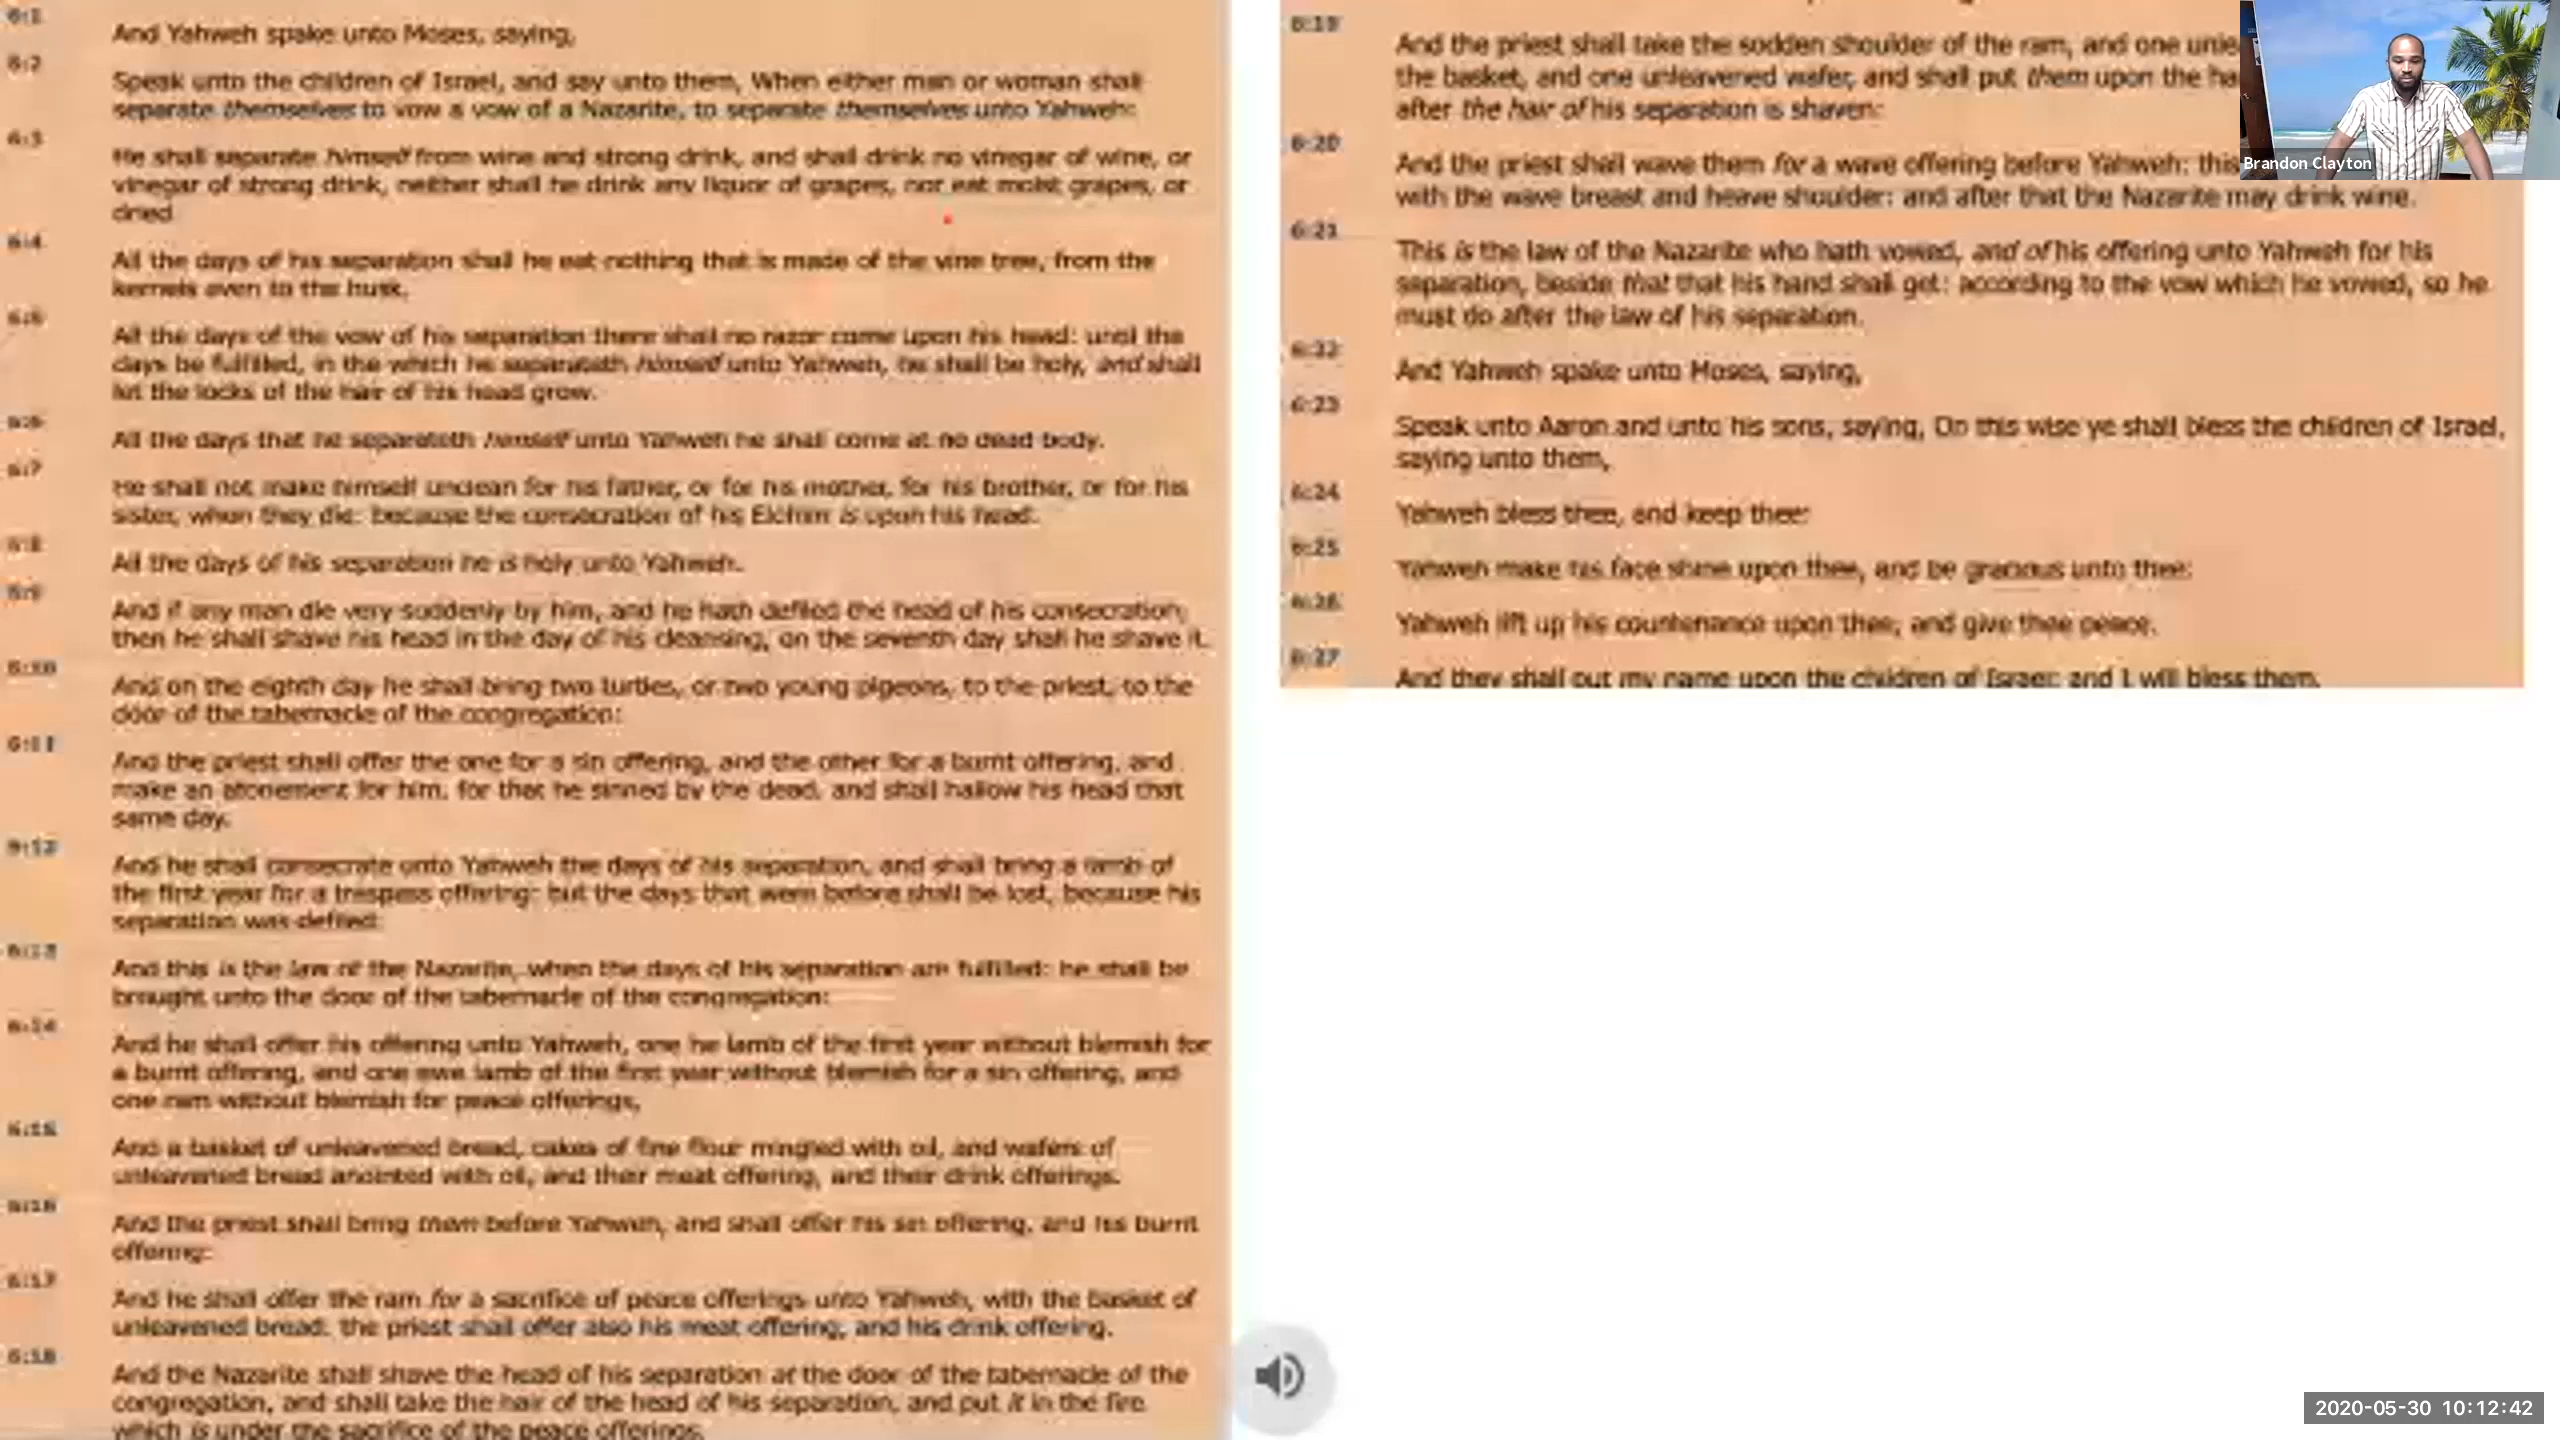 6:1
And Yahweh spake unto Moses, saying,
6:2
Speak unto the children of Israel, and say unto them, When either man or woman shall
separate themselves to vow a vow of a Nazarite, to separate themselves unto Yahweh:
6:3
He shall separate himself from wine and strong drink, and shall drink no vinegar of wine, or
vinegar of strong drink, neither shall he drink any liquor of grapes, nor eat moist grapes, or
dried
6:4
All the days of his separation shall he eat nothing that is made of the vine tree, from the
kernels even to the husk.
6:5
All the days of the vow of his separation there shall no razor come upon his head: until the
days be fulfilled, in the which he separateth himself unto Yahweh, he shall be holy, and shall
let the locks of the hair of his head grow.
6:6
All the days that he separateth himself unto Yahweh he shall come at no dead body.
6:7
He shall not make himself unclean for his father, or for his mother, for his brother, or for his
sister, when they die: because the consecration of his Elohim is upon his head.
6:8
All the days of his separation he is holy unto Yahweh.
6:9
And if any man die very suddenly by him, and he hath defiled the head of his consecration;
then he shall shave his head in the day of his cleansing, on the seventh day shall he shave it.
6:10
And on the eighth day he shall bring two turtles, or two young pigeons, to the priest, to the
door of the tabernacle of the congregation:
6:11
And the priest shall offer the one for a sin offering, and the other for a burnt offering, and
make an atonement for him, for that he sinned by the dead, and shall hallow his head that
same day.
6:12
And he shall consecrate unto Yahweh the days of his separation, and shall bring a lamb of
the first year for a trespass offering: but the days that were before shall be lost, because his
separation was defiled.
6:13
And this is the law of the Nazarite, when the days of his separation are fulfilled: he shall be
brought unto the door of the tabernacle of the congregation:
6:14
And he shall offer his offering unto Yahweh, one he lamb of the first year without blemish for
a burnt offering, and one ewe lamb of the first year without blemish for a sin offering, and
one ram without blemish for peace offerings,
6:15
And a basket of unleavened bread, cakes of fine flour mingled with oil, and wafers of
unleavened bread anointed with oil, and their meat offering, and their drink offerings.
6:16
And the priest shall bring them before Yahweh, and shall offer his sin offering, and his burnt
offering:
6:17
And he shall offer the ram for a sacrifice of peace offerings unto Yahweh, with the basket of
unleavened bread: the priest shall offer also his meat offering, and his drink offering.
6:18
And the Nazarite shall shave the head of his separation at the door of the tabernacle of the
congregation, and shall take the hair of the head of his separation, and put it in the fire
which is under the sacrifice of the peace offerings.
6:19
And the priest shall take the sodden shoulder of the ram, and one unle
the basket, and one unleavened wafer, and shall put them upon the ha
after the hair of his separation is shaven:
6:20
And the priest shall wave them for a wave offering before Yahweh: this
with the wave breast and heave shoulder: and after that the Nazarite may drink wine.
6:21
This is the law of the Nazarite who hath vowed, and of his offering unto Yahweh for his
separation, beside that that his hand shall get: according to the vow which he vowed, so he
must do after the law of his separation.
6:22
And Yahweh spake unto Moses, saying,
6:23
Speak unto Aaron and unto his sons, saying, On this wise ye shall bless the children of Israel,
saying unto them,
6:24
Yahweh bless thee, and keep thee:
6:25
Yahweh make his face shine upon thee, and be gracious unto thee:
6:26
Yahweh lift up his countenance upon thee, and give thee peace.
6:27
And they shall put my name upon the children of Israel; and I will bless them.
Brandon Clayton
2020-05-30 10:12:42